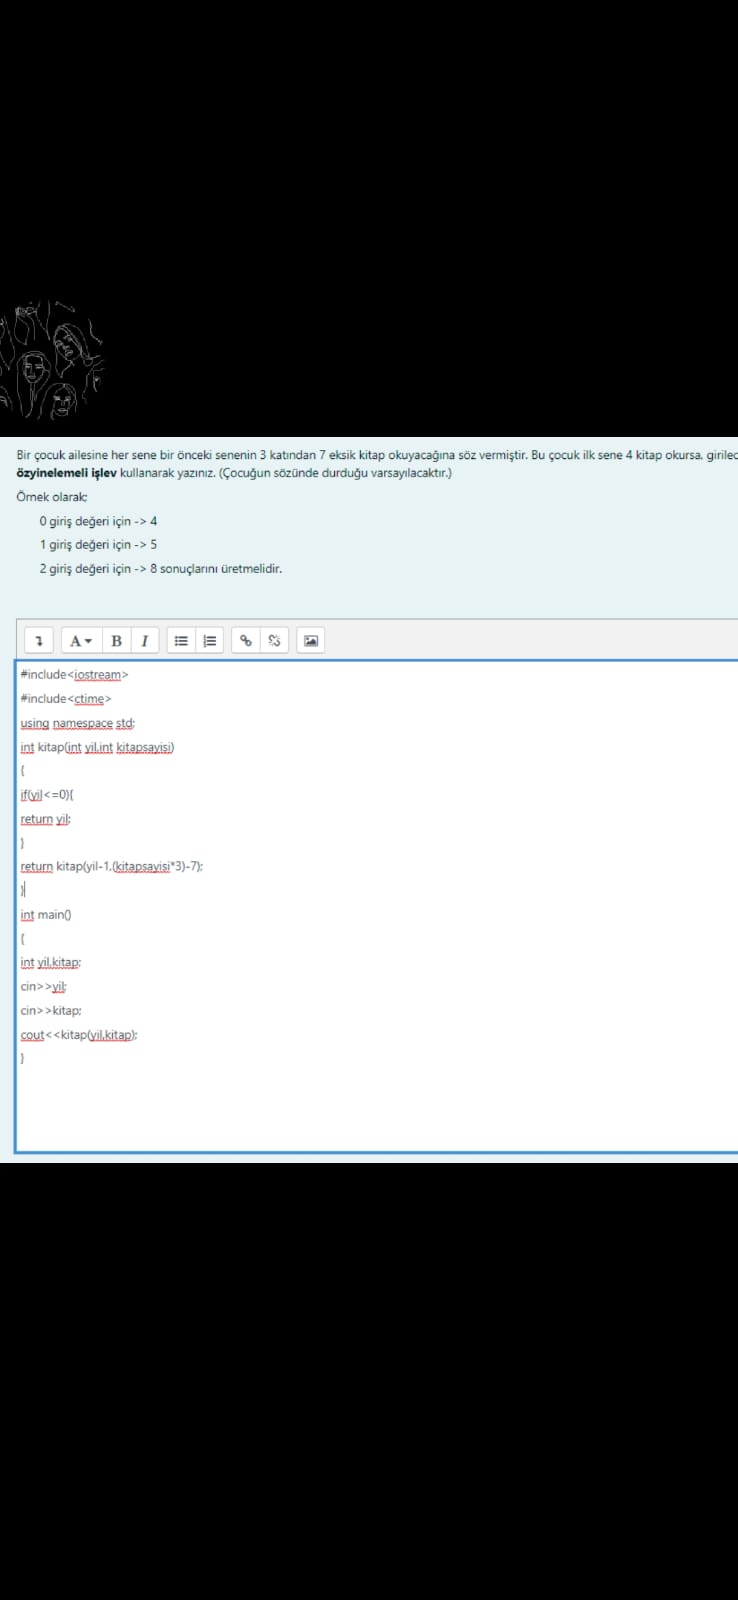 Bir çocuk ailesine her sene bir önceki senenin 3 katından 7 eksik kitap okuyacağına söz vermiştir. Bu çocuk ilk sene 4 kitap okursa, girilec
özyinelemeli işlev kullanarak yazınız. (Çocuğun sözünde durduğu varsayılacaktır.)
Örnek olarak;
0 giriş değeri için -> 4
1 giriş değeri için -> 5
2 giriş değeri için -> 8 sonuçlarını üretmelidir.
A B I
#include<iostream>
#include<ctime>
using namespace std;
int kitap(int yil,int kitapsayisi)
{
if(yil<=0){
return yil;
}
return kitap(yil-1,(kitapsayisi*3)-7);
}
int main()
{
int yil,kitap;
cin>>yil;
cin>>kitap;
cout<<kitap(yil,kitap);
}